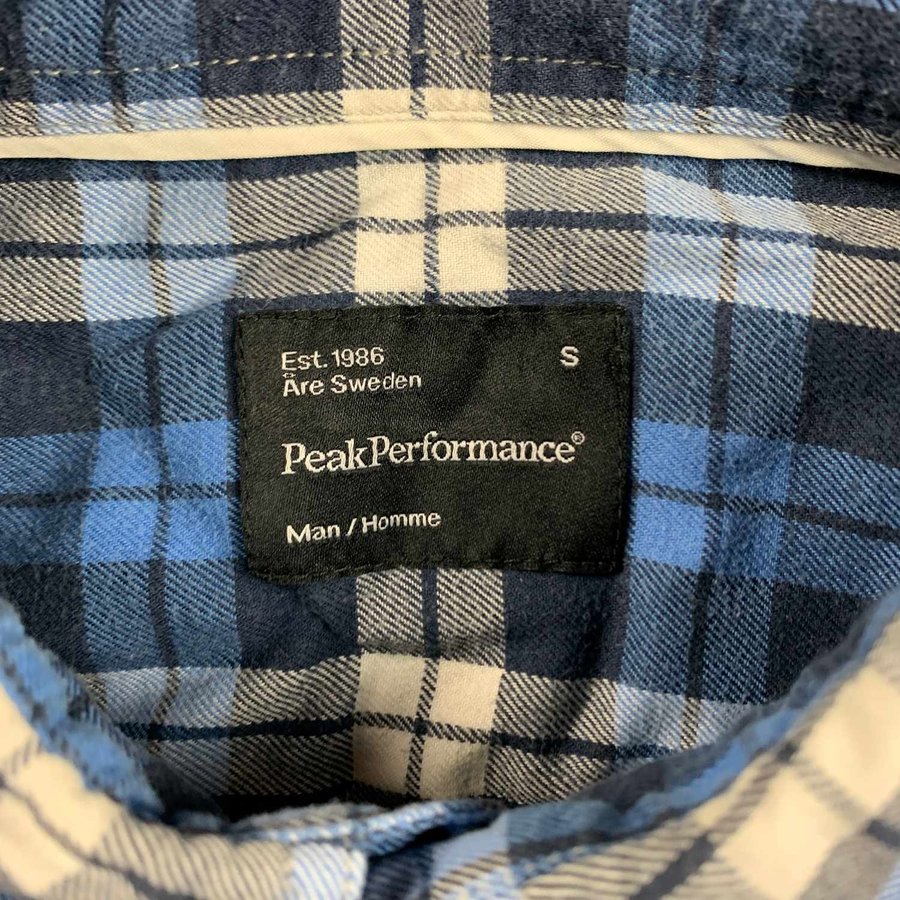 Est. 1986 S
Åre Sweden
PeakPerformance®
Man / Homme